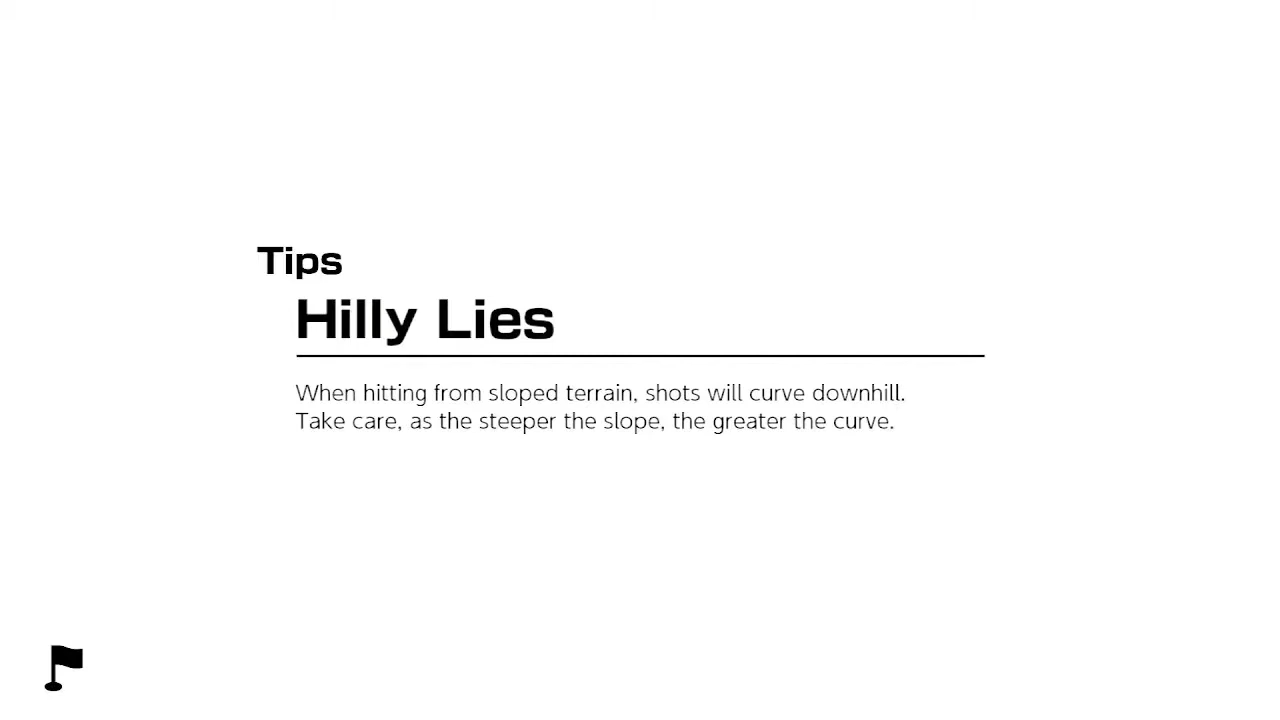 Tips
Hilly Lies
When hitting from sloped terrain, shots will curve downhill.
Take care, as the steeper the slope, the greater the curve.